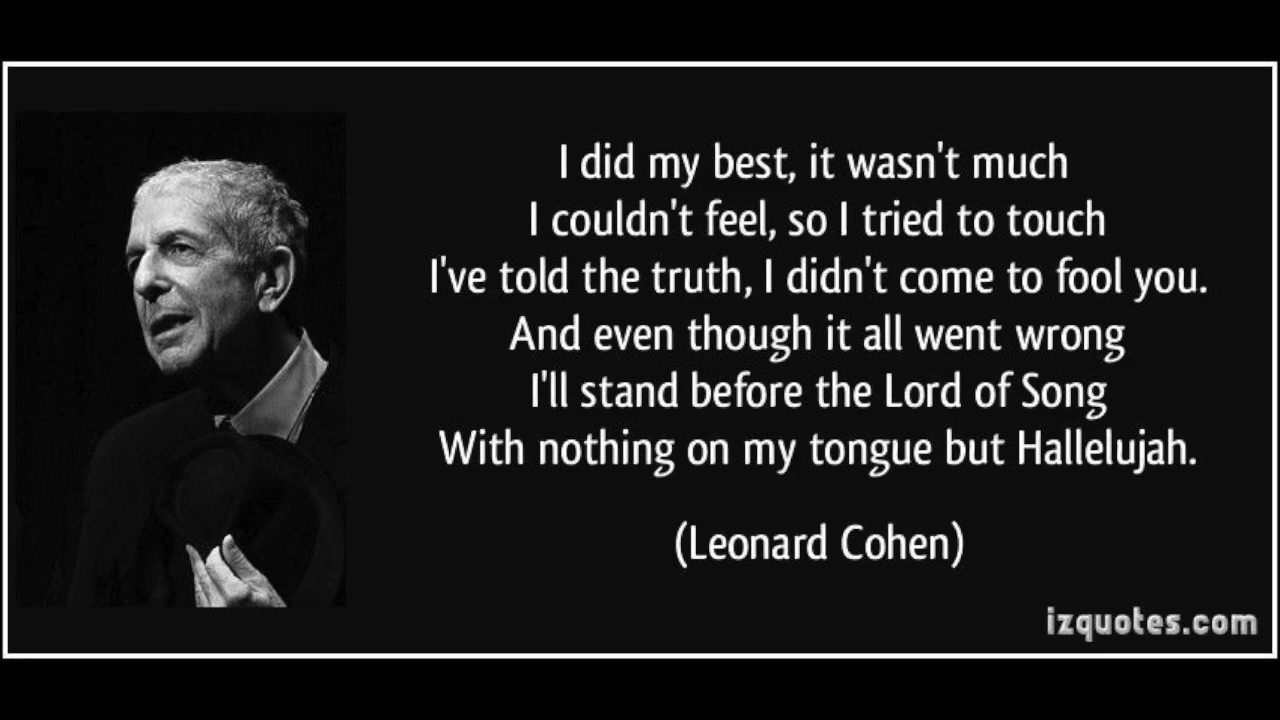 I did my best, it wasn't much
I couldn't feel, so I tried to touch
I've told the truth, I didn't come to fool you.
And even though it all went wrong
I'll stand before the Lord of Song
With nothing on my tongue but Hallelujah.
(Leonard Cohen)
izquotes.com